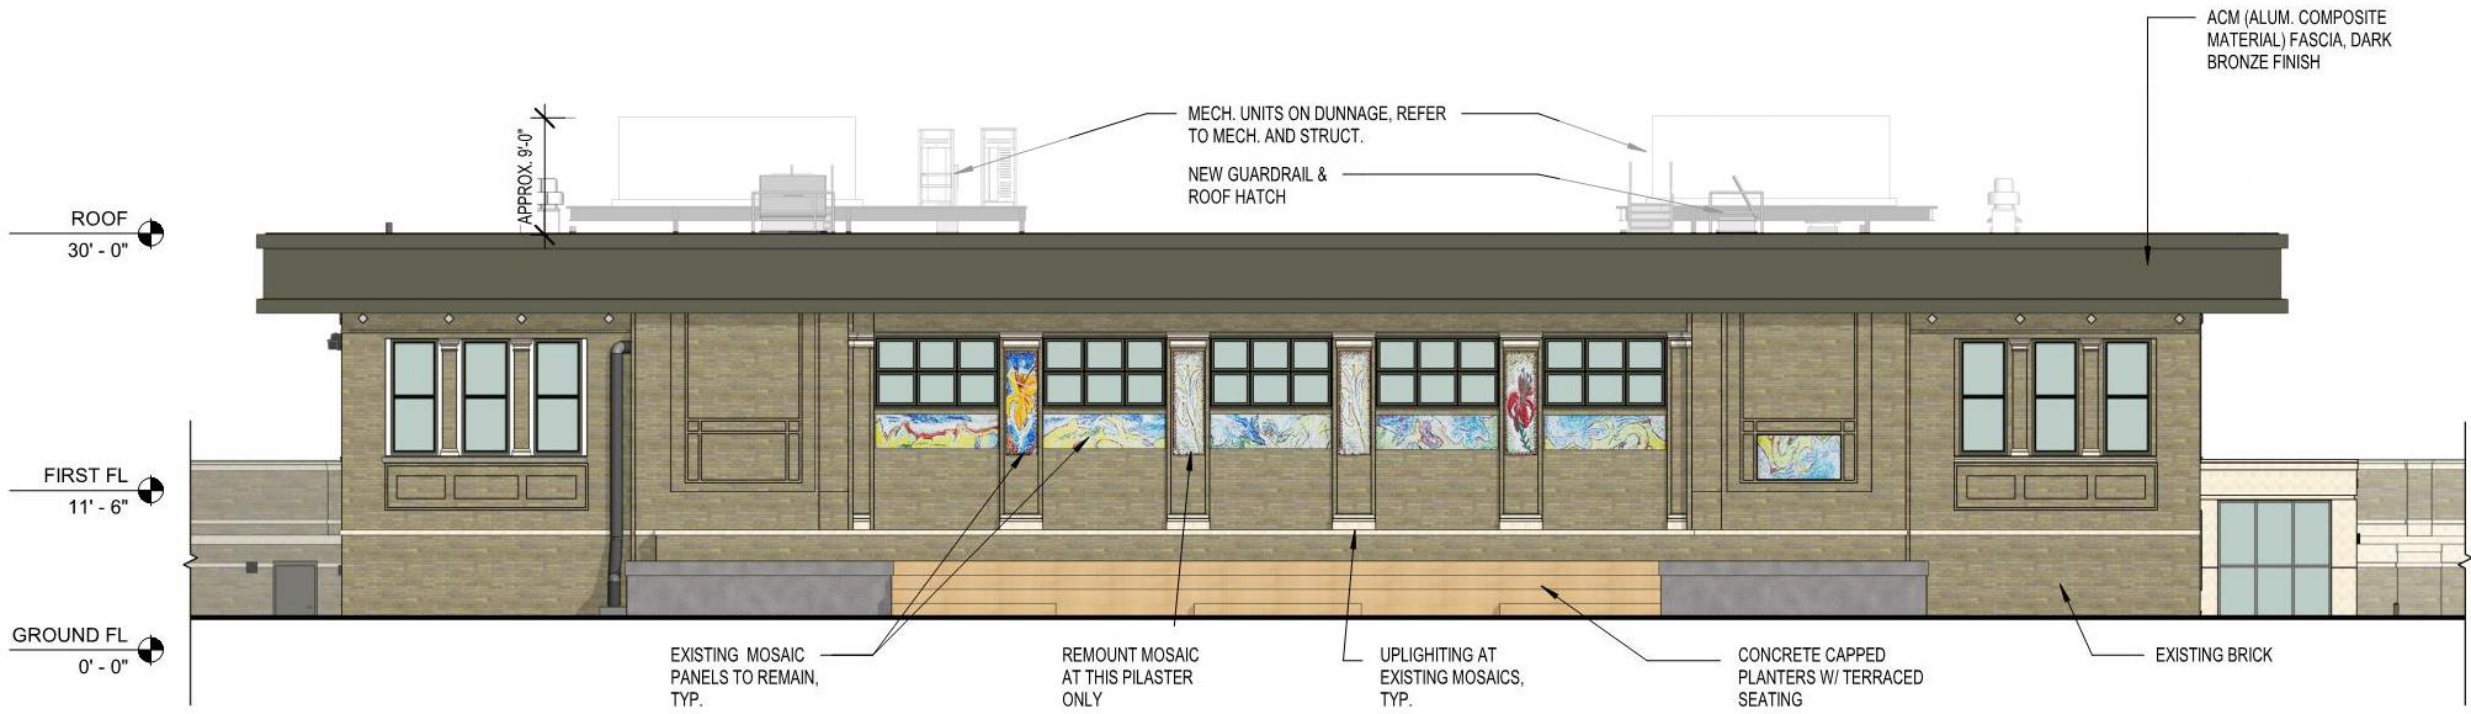 ACM (ALUM. COMPOSITE
MATERIAL) FASCIA, DARK
BRONZE FINISH
MECH. UNITS ON DUNNAGE, REFER
TO MECH. AND STRUCT.
NEW GUARDRAIL &
ROOF HATCH
APPROX. 9'-0"
ROOF
30' - 0"
FIRST FL
11' - 6"
GROUND FL
0' - 0"
EXISTING MOSAIC
PANELS TO REMAIN,
TYP.
REMOUNT MOSAIC
AT THIS PILASTER
ONLY
UPLIGHITING AT
EXISTING MOSAICS,
TYP.
CONCRETE CAPPED
PLANTERS W/ TERRACED
SEATING
EXISTING BRICK